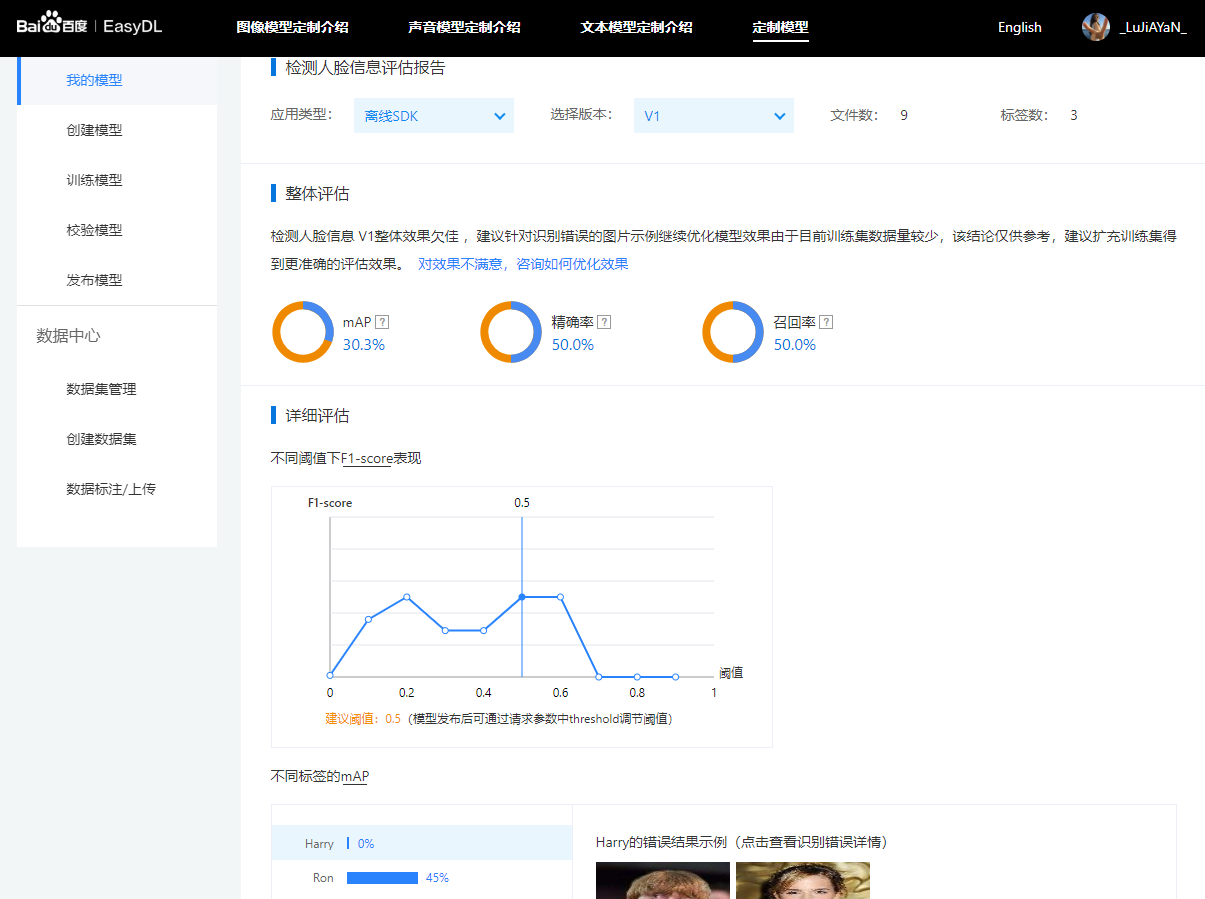 Bai du 百度 | EasyDL 图像模型定制介绍 声音模型定制介绍 文本模型定制介绍 定制模型 English _LuJiAYaN_
我的模型
创建模型
训练模型
校验模型
发布模型
数据中心
数据集管理
创建数据集
数据标注/上传
检测人脸信息评估报告
应用类型： 离线SDK 选择版本： V1 文件数： 9 标签数： 3
整体评估
检测人脸信息 V1整体效果欠佳 ，建议针对识别错误的图片示例继续优化模型效果由于目前训练集数据量较少，该结论仅供参考，建议扩充训练集得
到更准确的评估效果。 对效果不满意，咨询如何优化效果
mAP ? 精确率 ? 召回率 ?
30.3% 50.0% 50.0%
详细评估
不同阈值下F1-score表现
F1-score 0.5
阈值
0 0.2 0.4 0.6 0.8 1
建议阈值：0.5（模型发布后可通过请求参数中threshold调节阈值）
不同标签的mAP
Harry 0%
Ron 45%
Harry的错误结果示例（点击查看识别错误详情）